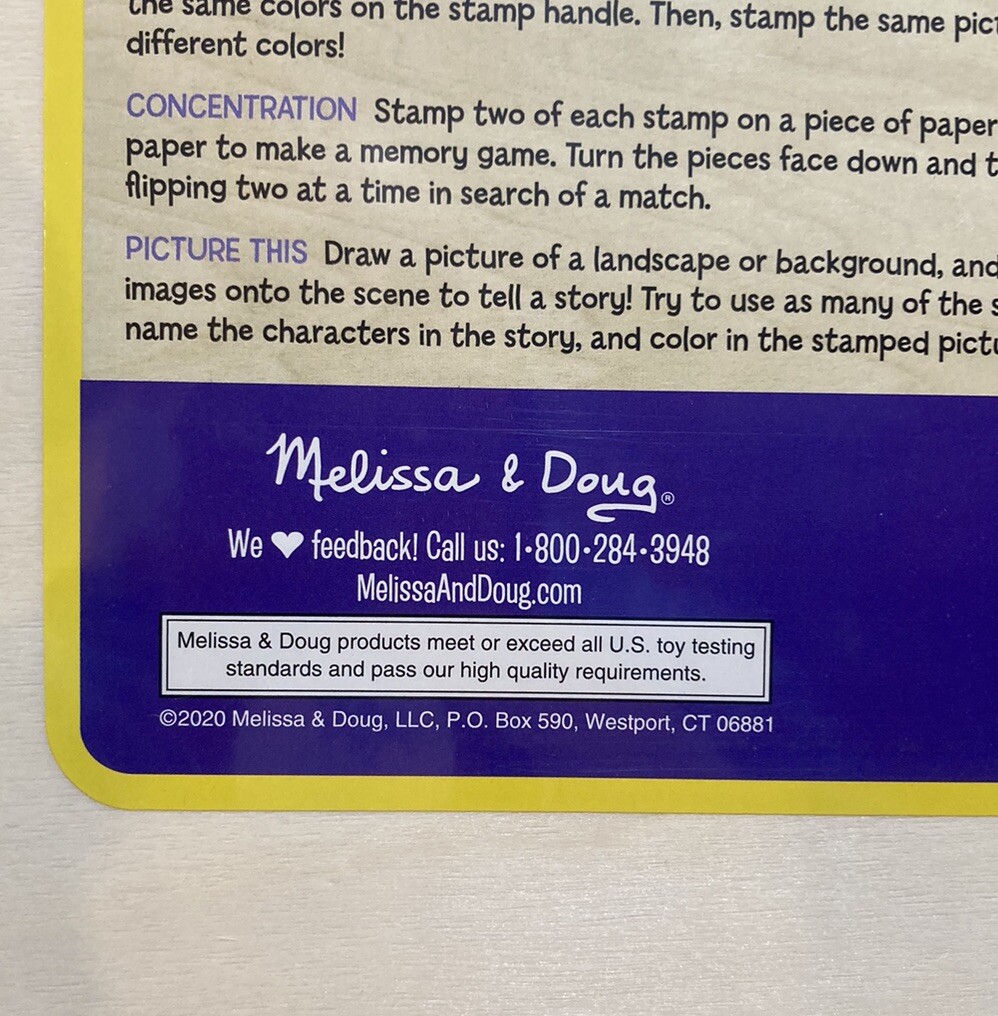 the same colors on the stamp handle. Then, stamp the same
different colors!
CONCENTRATION Stamp two of each stamp on a piece of paper
paper to make a memory game. Turn the pieces face down and
flipping two at a time in search of a match.
PICTURE THIS Draw a picture of a landscape or background, and
images onto the scene to tell a story! Try to use as many of the
name the characters in the story, and color in the stamped
Melissa & Doug®
We ♥ feedback! Call us: 1•800•284•3948
MelissaAndDoug.com
Melissa & Doug products meet or exceed all U.S. toy testing
standards and pass our high quality requirements.
©2020 Melissa & Doug, LLC, P.O. Box 590, Westport, CT 06881